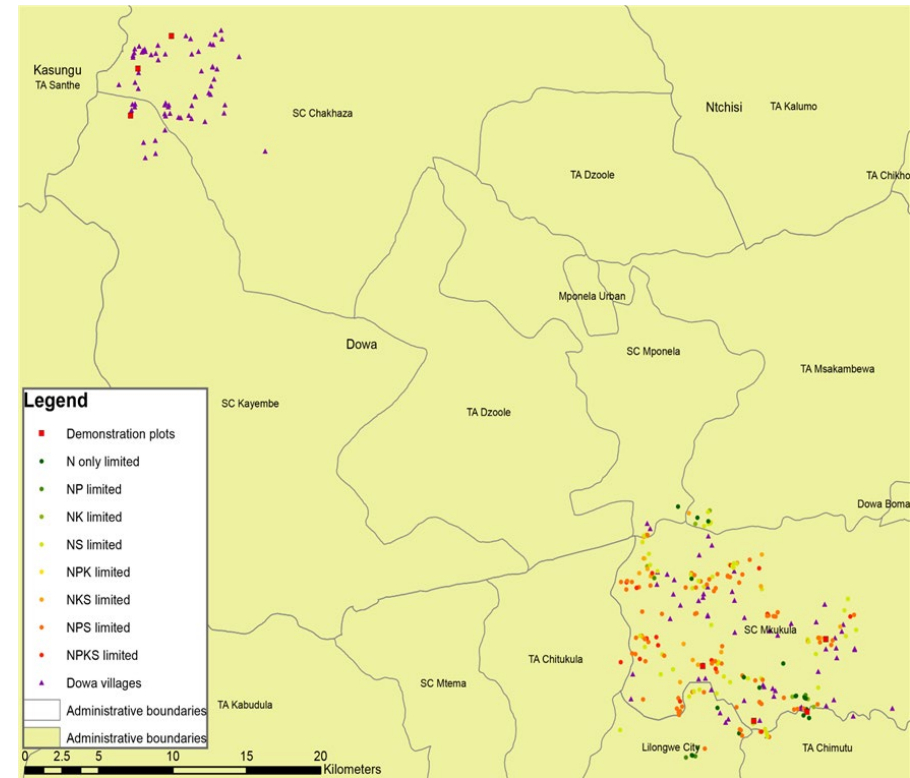 Kasungu
TA Santhe
SC Chakhaza
Ntchisi
TA Kalumo
TA Dzoole
TA Chikho
Mponela Urban
Dowa
SC Mponela
TA Msakambewa
SC Kayembe
TA Dzoole
Dowa Boma
SC Mkukula
TA Chitukula
SC Mtema
TA Kabudula
Lilongwe City
TA Chimutu
Legend
Demonstration plots
N only limited
NP limited
NK limited
NS limited
NPK limited
NKS limited
NPS limited
NPKS limited
Dowa villages
Administrative boundaries
Administrative boundaries
0 2.5 5 10 15 20
Kilometers